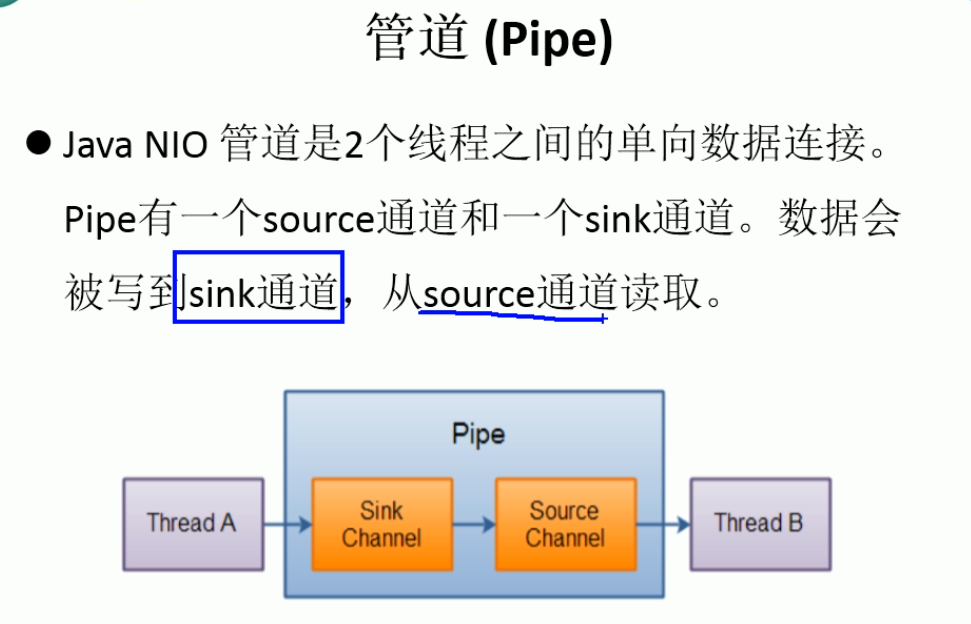 管道 (Pipe)
● Java NIO 管道是2个线程之间的单向数据连接。
Pipe有一个source通道和一个sink通道。数据会
被写到sink通道，从source通道读取。
Pipe
Thread A
Sink
Channel
Source
Channel
Thread B